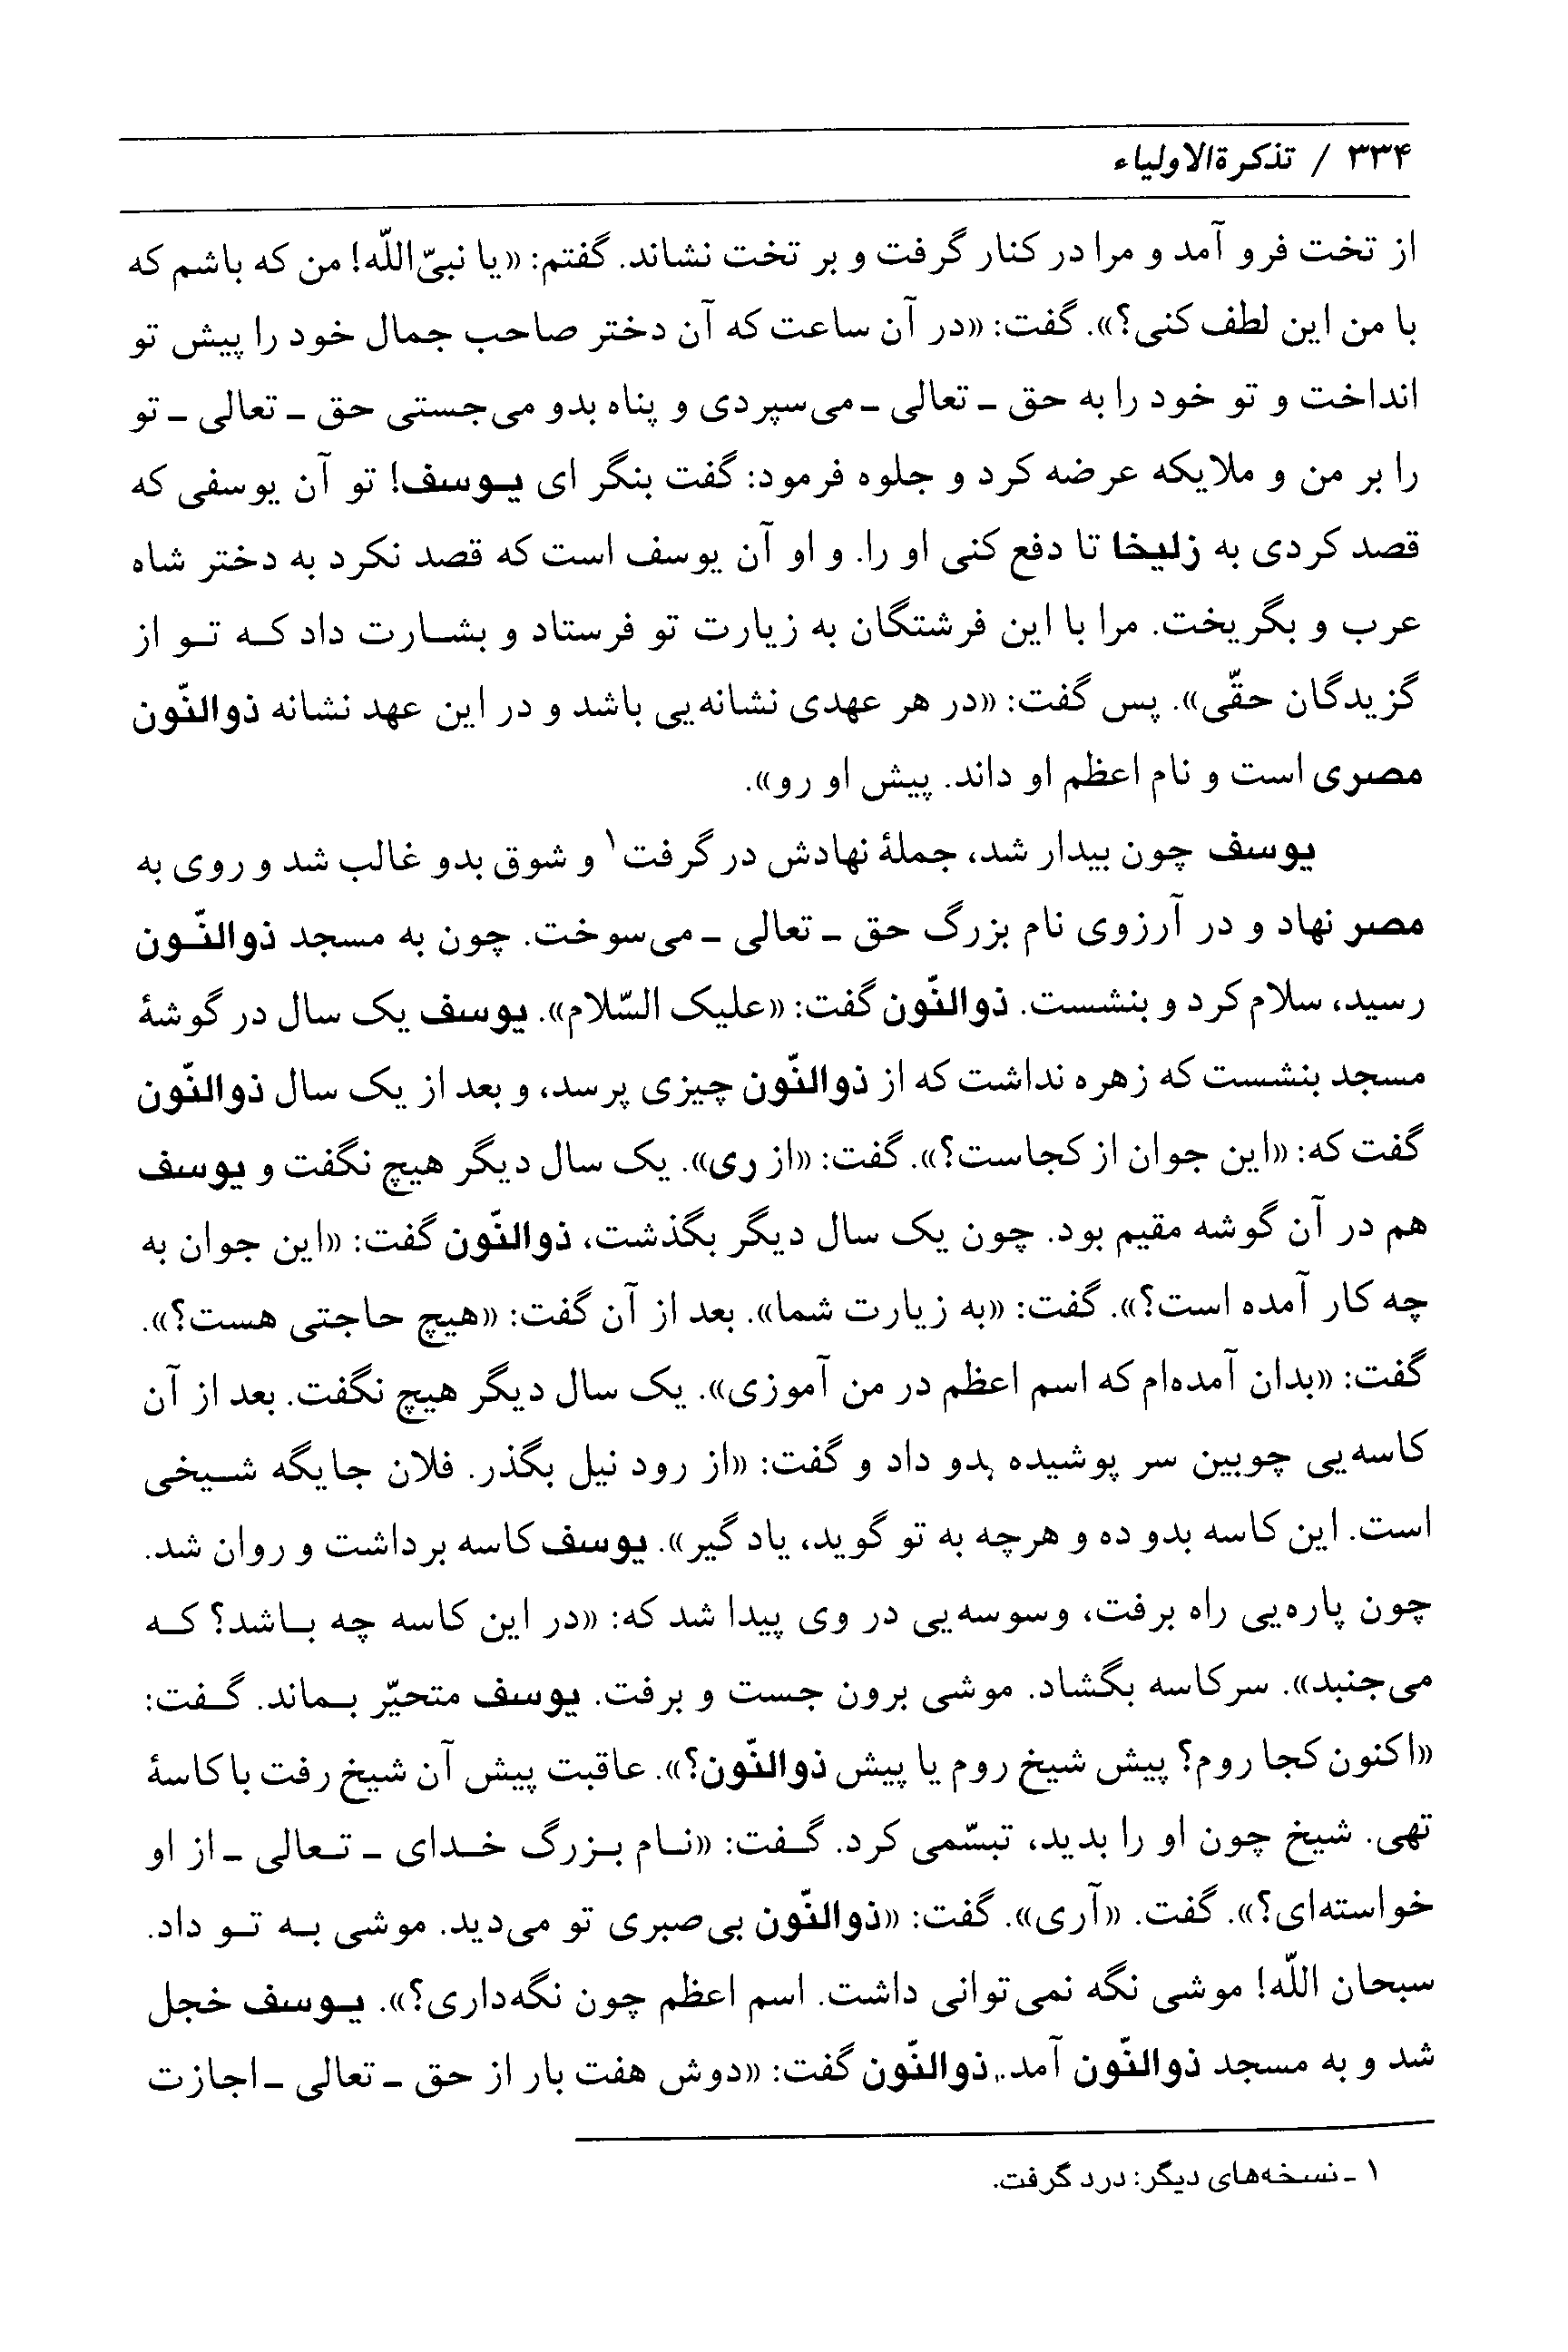 ۳۳۴ / تذکرةالاولیاء
از تخت فرو آمد و مرا در کنار گرفت و بر تخت نشاند. گفتم: «یا نبیّ‌اللّه! من که باشم که
با من این لطف کنی؟». گفت: «در آن ساعت که آن دختر صاحب جمال خود را پیش تو
انداخت و تو خود را به حق ـ تعالی ـ می‌سپردی و پناه بدو می‌جستی حق ـ تعالی ـ تو
را بر من و ملایکه عرضه کرد و جلوه فرمود: گفت بنگر ای یوسف! تو آن یوسفی که
قصد کردی به زلیخا تا دفع کنی او را. و او آن یوسف است که قصد نکرد به دختر شاه
عرب و بگریخت. مرا با این فرشتگان به زیارت تو فرستاد و بشارت داد که تو از
گزیدگان حقّی». پس گفت: «در هر عهدی نشانه‌یی باشد و در این عهد نشانه ذوالنّون
مصری است و نام اعظم او داند. پیش او رو».
یوسف چون بیدار شد، جملهٔ نهادش در گرفت۱ و شوق بدو غالب شد و روی به
مصر نهاد و در آرزوی نام بزرگ حق ـ تعالی ـ می‌سوخت. چون به مسجد ذوالنّون
رسید، سلام کرد و بنشست. ذوالنّون گفت: «علیک السّلام». یوسف یک سال در گوشهٔ
مسجد بنشست که زهره نداشت که از ذوالنّون چیزی پرسد، و بعد از یک سال ذوالنّون
گفت که: «این جوان از کجاست؟». گفت: «از ری». یک سال دیگر هیچ نگفت و یوسف
هم در آن گوشه مقیم بود. چون یک سال دیگر بگذشت، ذوالنّون گفت: «این جوان به
چه کار آمده است؟». گفت: «به زیارت شما». بعد از آن گفت: «هیچ حاجتی هست؟».
گفت: «بدان آمده‌ام که اسم اعظم در من آموزی». یک سال دیگر هیچ نگفت. بعد از آن
کاسه‌یی چوبین سر پوشیده بدو داد و گفت: «از رود نیل بگذر. فلان جایگه شیخی
است. این کاسه بدو ده و هرچه به تو گوید، یاد گیر». یوسف کاسه برداشت و روان شد.
چون پاره‌یی راه برفت، وسوسه‌یی در وی پیدا شد که: «در این کاسه چه باشد؟ که
می‌جنبد». سر کاسه بگشاد. موشی برون جست و برفت. یوسف متحیّر بماند. گفت:
«اکنون کجا روم؟ پیش شیخ روم یا پیش ذوالنّون؟». عاقبت پیش آن شیخ رفت با کاسهٔ
تهی. شیخ چون او را بدید، تبسّمی کرد. گفت: «نام بزرگ خدای ـ تعالی ـ از او
خواسته‌ای؟». گفت. «آری». گفت: «ذوالنّون بی‌صبری تو می‌دید. موشی به تو داد.
سبحان اللّه! موشی نگه نمی‌توانی داشت. اسم اعظم چون نگه‌داری؟». یوسف خجل
شد و به مسجد ذوالنّون آمد. ذوالنّون گفت: «دوش هفت بار از حق ـ تعالی ـ اجازت
۱ ـ نسخه‌های دیگر: درد گرفت.